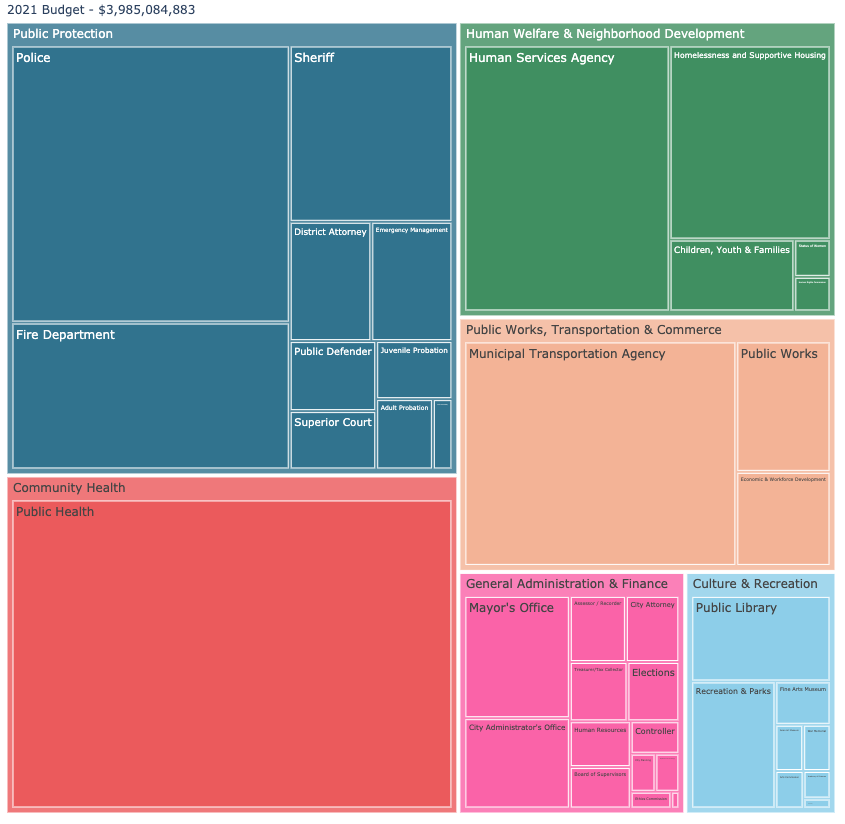 2021 Budget - $3,985,084,883
Public Protection
Police
Sheriff
District Attorney
Emergency Management
Fire Department
Public Defender
Juvenile Probation
Adult Probation
Superior Court
Community Health
Public Health
Human Welfare & Neighborhood Development
Human Services Agency
Homelessness and Supportive Housing
Children, Youth & Families
Status of Women
Public Works, Transportation & Commerce
Municipal Transportation Agency
Public Works
Economic & Workforce Development
General Administration & Finance
Mayor's Office
Assessor / Recorder
City Attorney
Treasurer/Tax Collector
Elections
City Administrator's Office
Human Resources
Controller
Board of Supervisors
Ethics Commission
Culture & Recreation
Public Library
Recreation & Parks
Fine Arts Museum